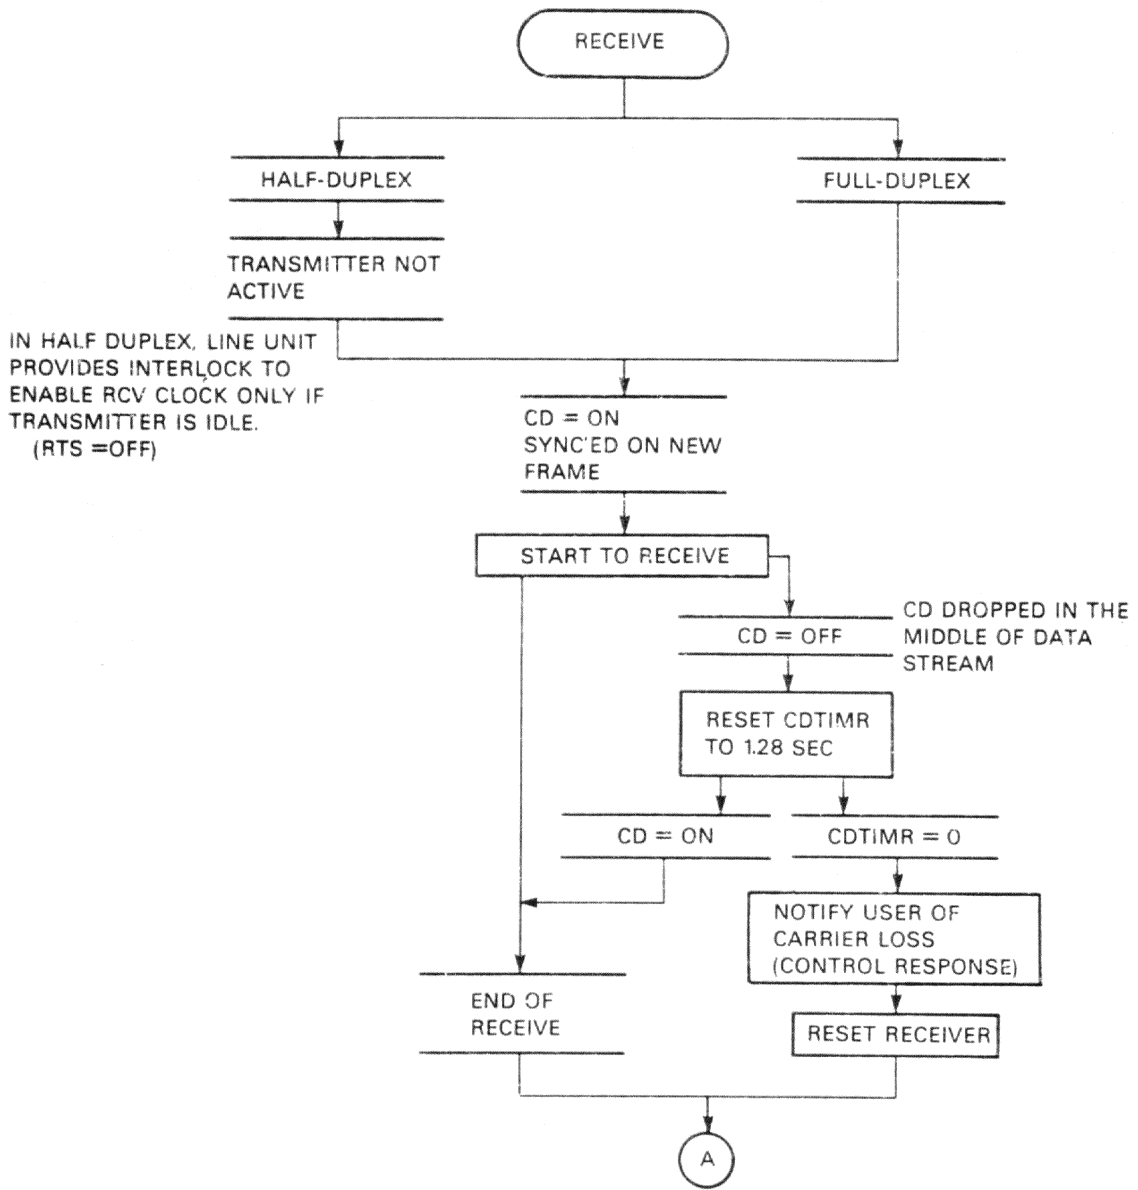 RECEIVE
HALF-DUPLEX
FULL-DUPLEX
TRANSMITTER NOT
ACTIVE
IN HALF DUPLEX, LINE UNIT
PROVIDES INTERLOCK TO
ENABLE RCV CLOCK ONLY IF
TRANSMITTER IS IDLE.
(RTS =OFF)
CD = ON
SYNC'ED ON NEW
FRAME
START TO RECEIVE
CD DROPPED IN THE
MIDDLE OF DATA
STREAM
CD = OFF
RESET CDTIMR
TO 1.28 SEC
CD = ON
CDTIMR = 0
NOTIFY USER OF
CARRIER LOSS
(CONTROL RESPONSE)
END OF
RECEIVE
RESET RECEIVER
A